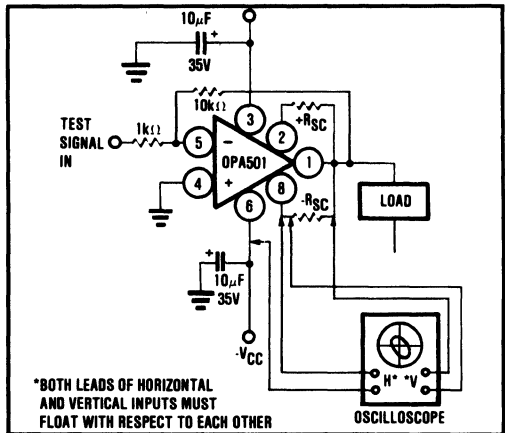 10μF
+
35V
10kΩ
+RSC
TEST
SIGNAL
IN
1kΩ
3
2
5
−
OPA501
1
4
+
8
6
-RSC
LOAD
+
10μF
35V
-VCC
H* *V
OSCILLOSCOPE
*BOTH LEADS OF HORIZONTAL
AND VERTICAL INPUTS MUST
FLOAT WITH RESPECT TO EACH OTHER